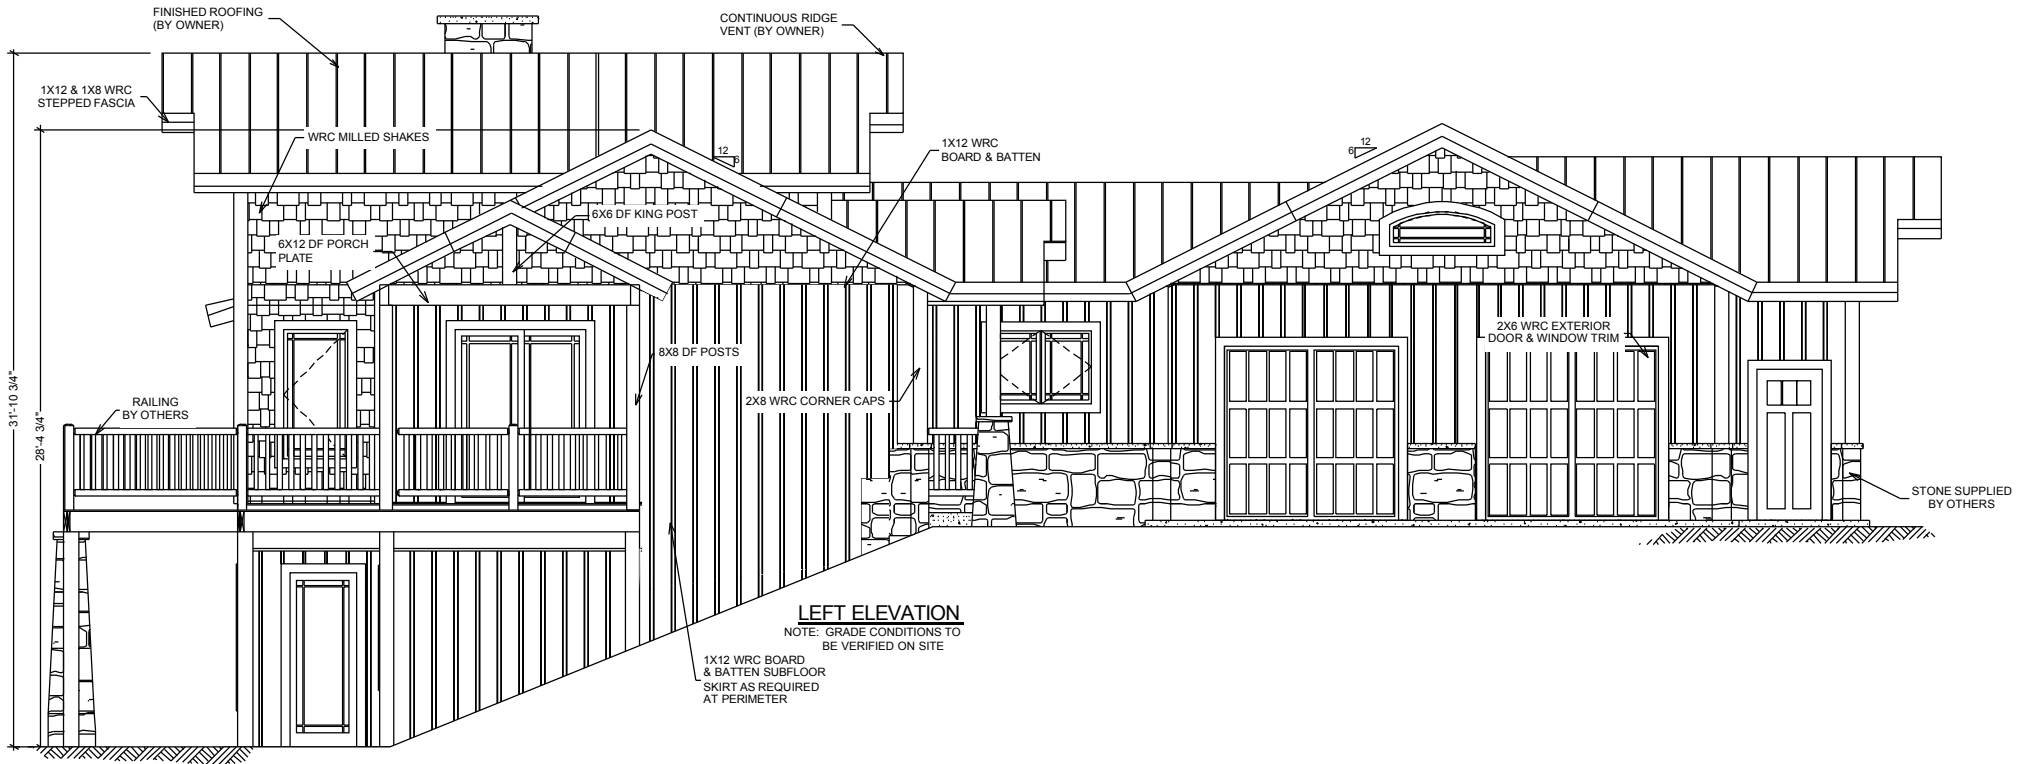 FINISHED ROOFING
(BY OWNER)
CONTINUOUS RIDGE
VENT (BY OWNER)
1X12 & 1X8 WRC
STEPPED FASCIA
WRC MILLED SHAKES
12
6
1X12 WRC
BOARD & BATTEN
12
6
6X6 DF KING POST
6X12 DF PORCH
PLATE
2X6 WRC EXTERIOR
DOOR & WINDOW TRIM
8X8 DF POSTS
31'-10 3/4"
28'-4 3/4"
RAILING
BY OTHERS
2X8 WRC CORNER CAPS
STONE SUPPLIED
BY OTHERS
LEFT ELEVATION
NOTE: GRADE CONDITIONS TO
BE VERIFIED ON SITE
1X12 WRC BOARD
& BATTEN SUBFLOOR
SKIRT AS REQUIRED
AT PERIMETER